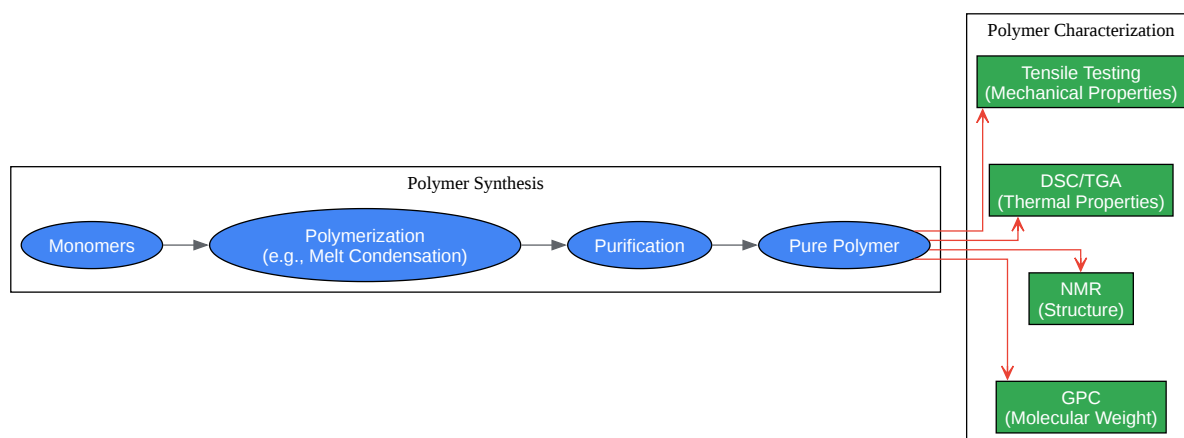 Polymer Synthesis
Monomers
Polymerization
(e.g., Melt Condensation)
Purification
Pure Polymer
Polymer Characterization
Tensile Testing
(Mechanical Properties)
DSC/TGA
(Thermal Properties)
NMR
(Structure)
GPC
(Molecular Weight)